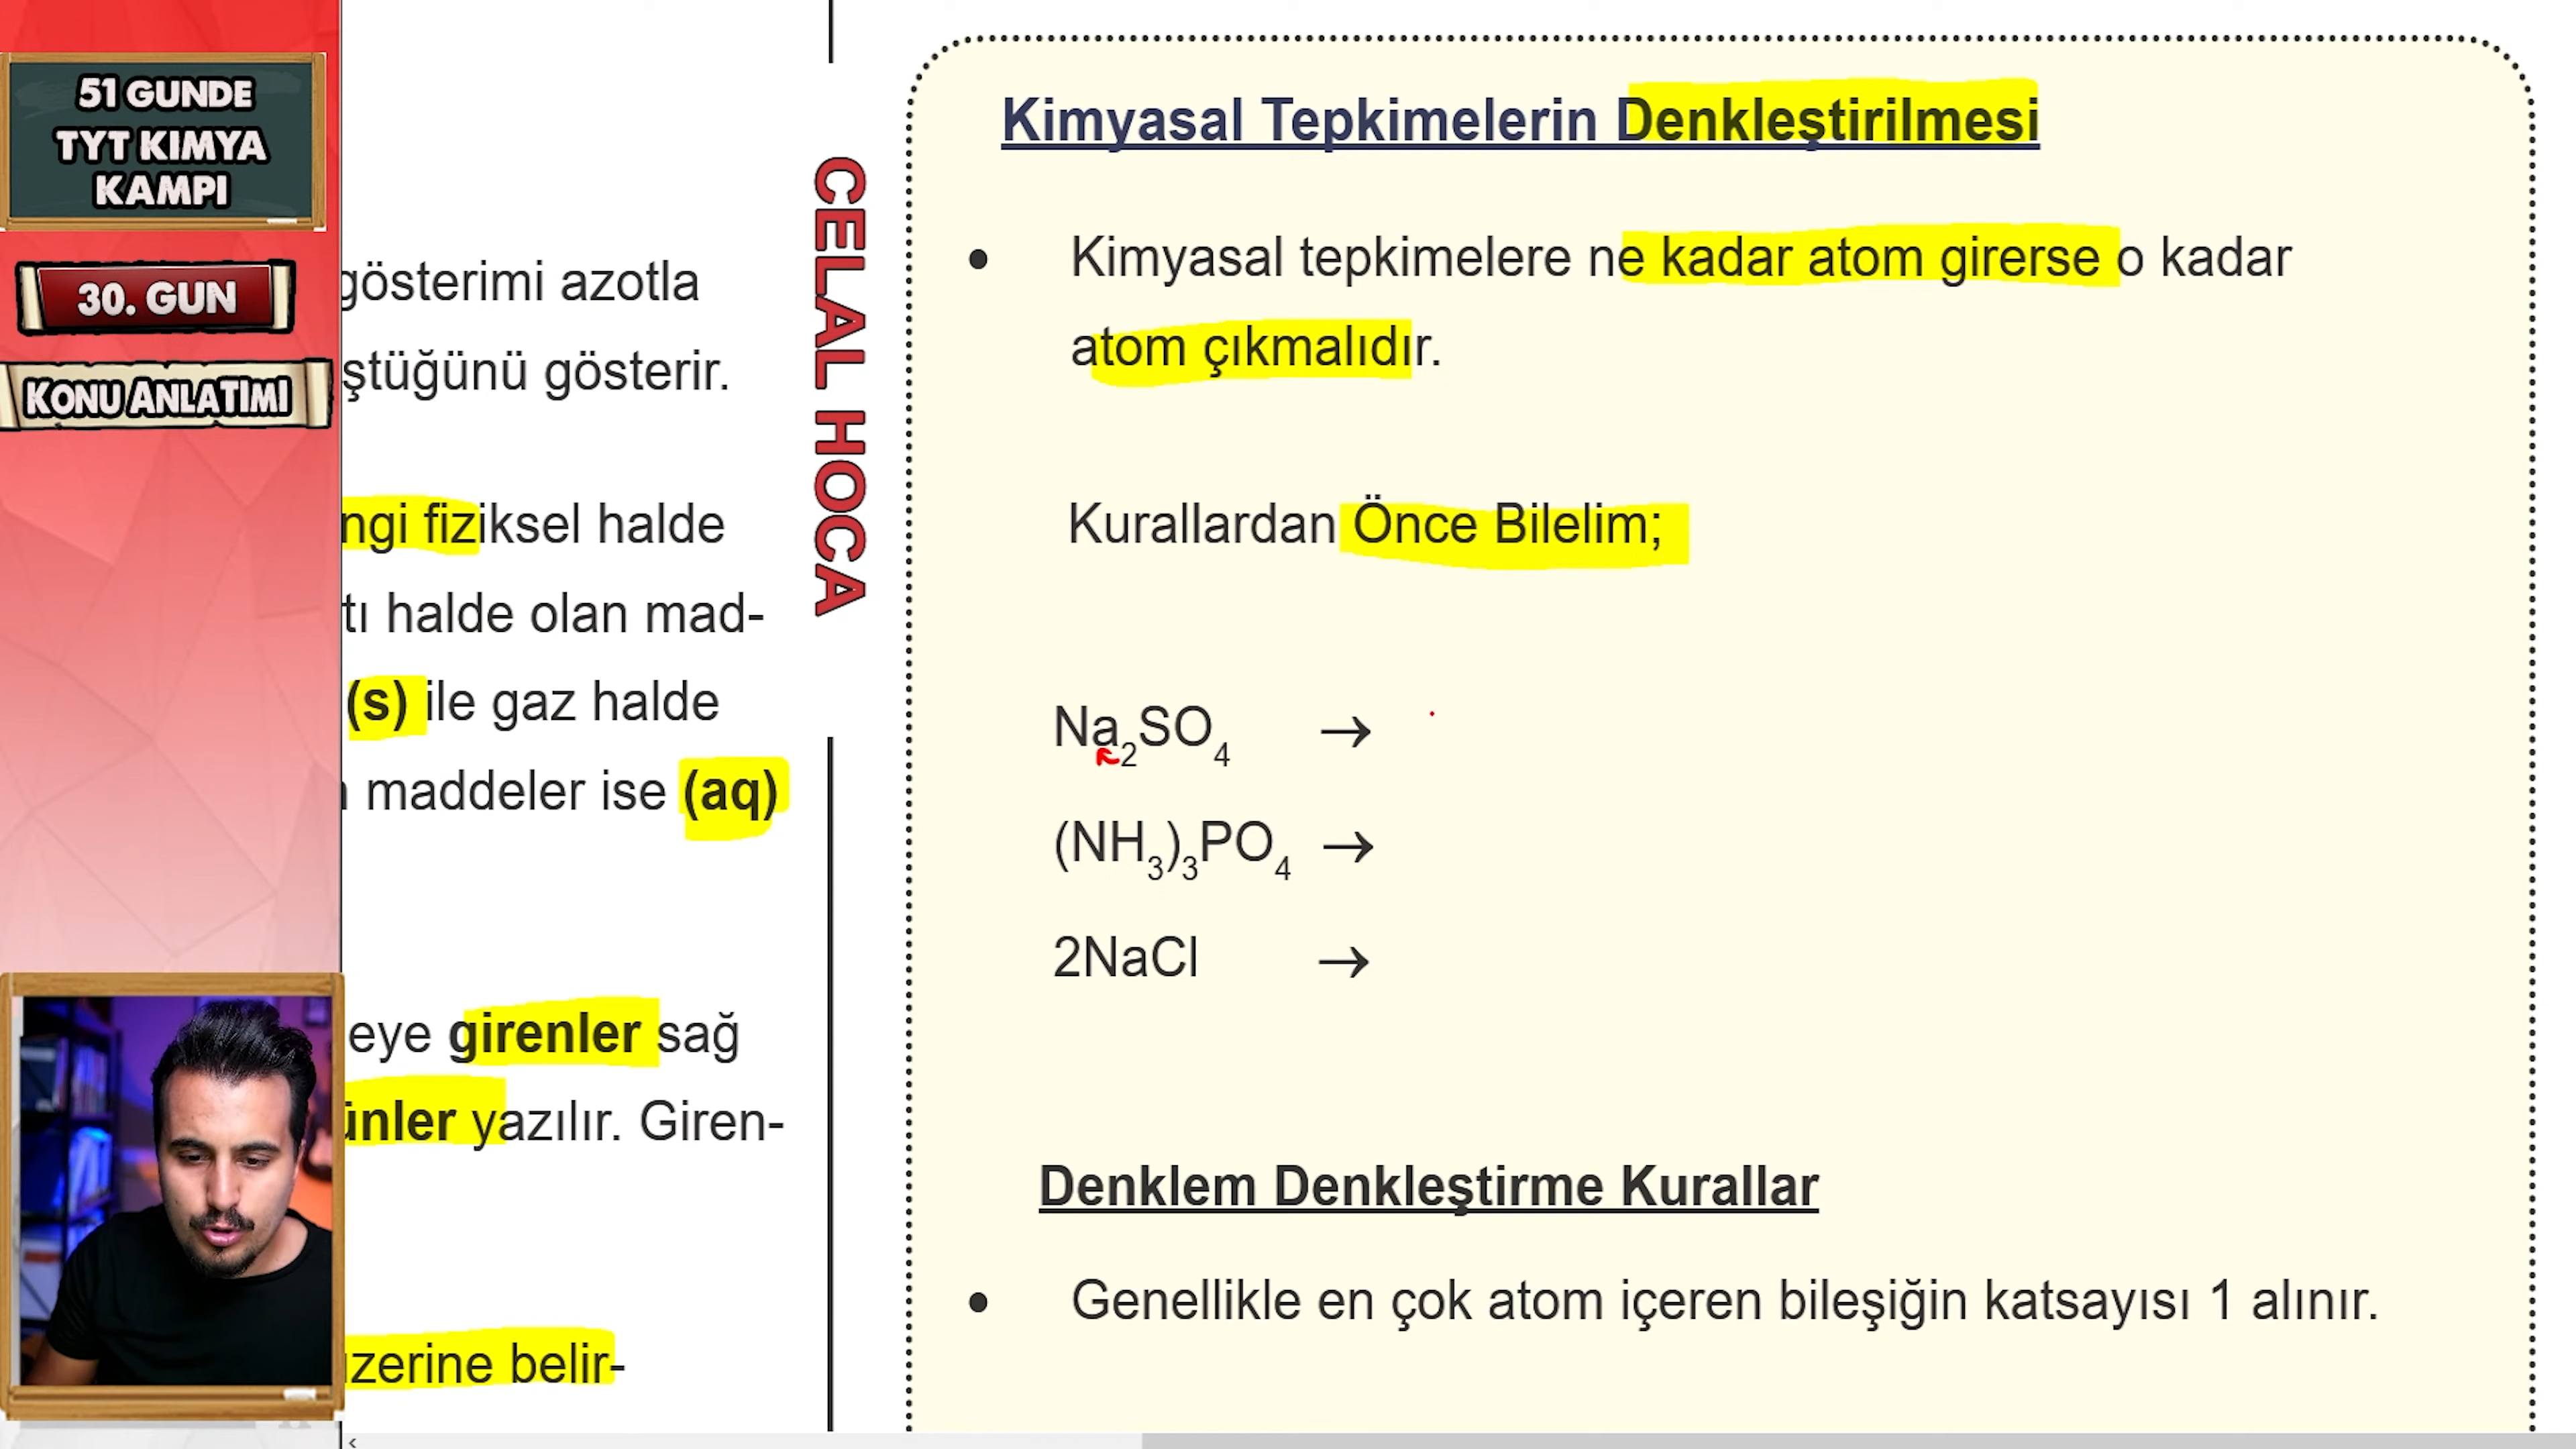 51 GUNDE
TYT KIMYA
KAMPI
30. GUN
KONU ANLATIMI
gösterimi azotla
ştüğünü gösterir.
ngi fiziksel halde
tı halde olan mad-
(s) ile gaz halde
maddeler ise (aq)
eye girenler sağ
ünler yazılır. Giren-
zerine belir-
CELAL HOCA
Kimyasal Tepkimelerin Denkleştirilmesi
• Kimyasal tepkimelere ne kadar atom girerse o kadar
atom çıkmalıdır.
Kurallardan Önce Bilelim;
Na₂SO₄ →
(NH₃)₃PO₄ →
2NaCl →
Denklem Denkleştirme Kurallar
• Genellikle en çok atom içeren bileşiğin katsayısı 1 alınır.